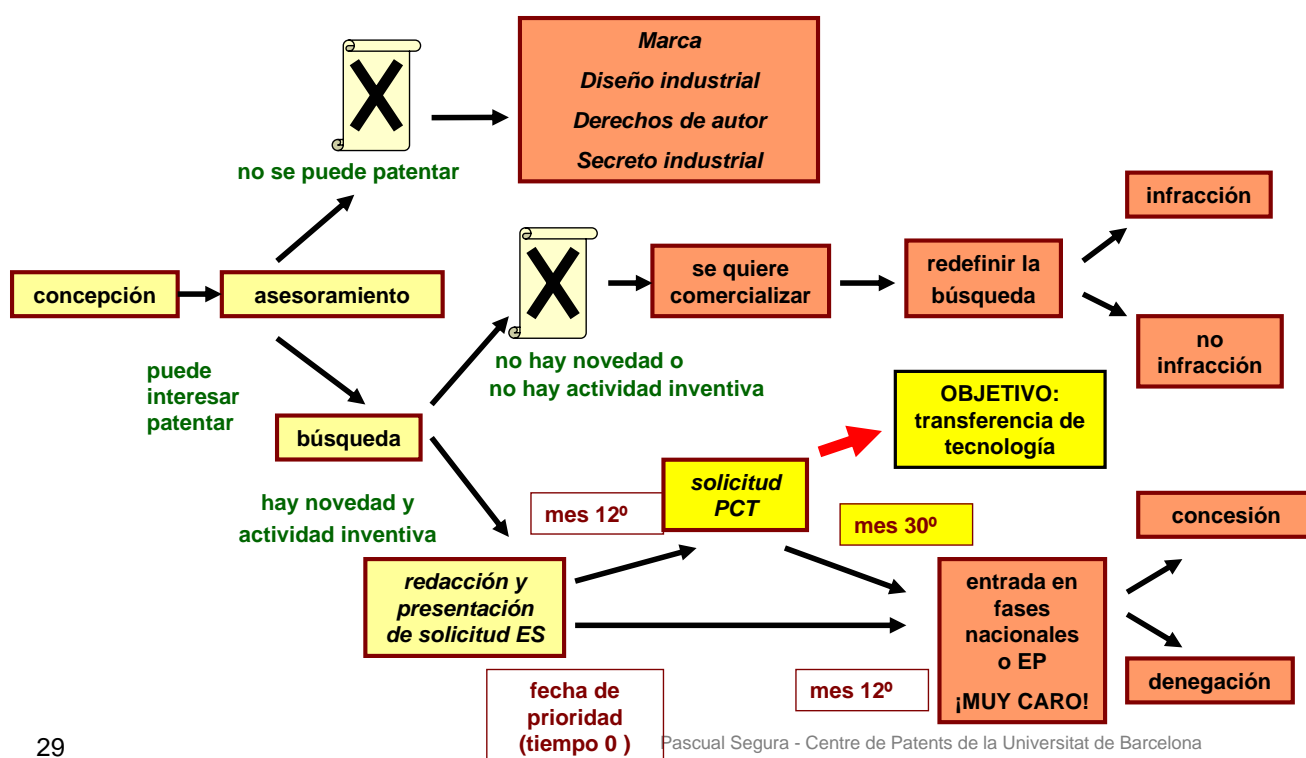 Marca
Diseño industrial
Derechos de autor
Secreto industrial
X
no se puede patentar
infracción
concepción
asesoramiento
X
se quiere
comercializar
redefinir la
búsqueda
no
infracción
puede
interesar
patentar
no hay novedad o
no hay actividad inventiva
búsqueda
OBJETIVO:
transferencia de
tecnología
hay novedad y
actividad inventiva
mes 12º
solicitud
PCT
mes 30º
concesión
redacción y
presentación
de solicitud ES
entrada en
fases
nacionales
o EP
¡MUY CARO!
denegación
fecha de
prioridad
(tiempo 0 )
mes 12º
29
Pascual Segura - Centre de Patents de la Universitat de Barcelona